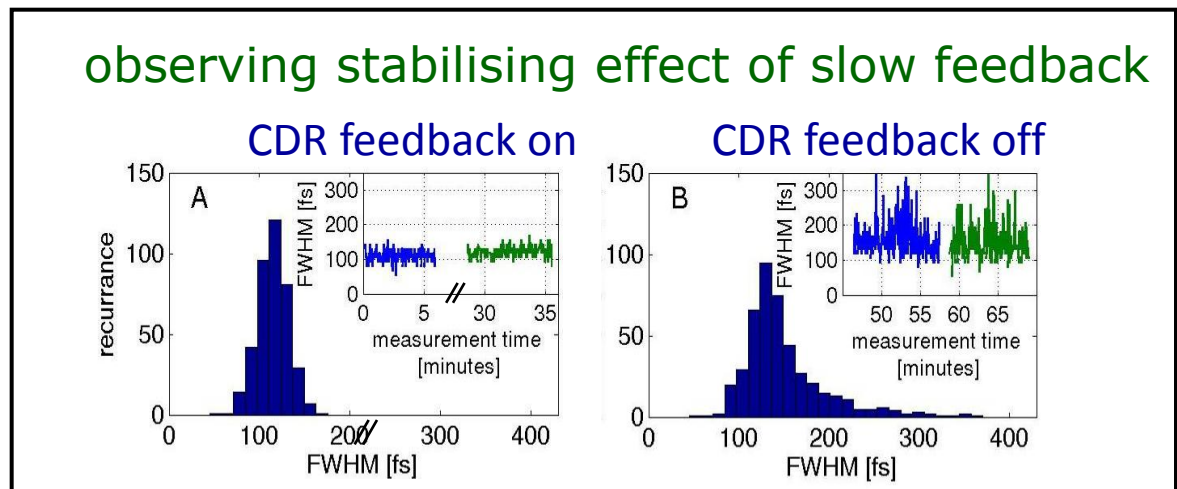 observing stabilising effect of slow feedback
CDR feedback on
CDR feedback off
150
100
50
0
recurrance
A
300
200
100
0
FWHM [fs]
0 5 // 30 35
measurement time
[minutes]
0 100 200 // 300 400
FWHM [fs]
150
100
50
0
B
300
200
100
0
FWHM [fs]
50 55 60 65
measurement time
[minutes]
0 100 200 300 400
FWHM [fs]